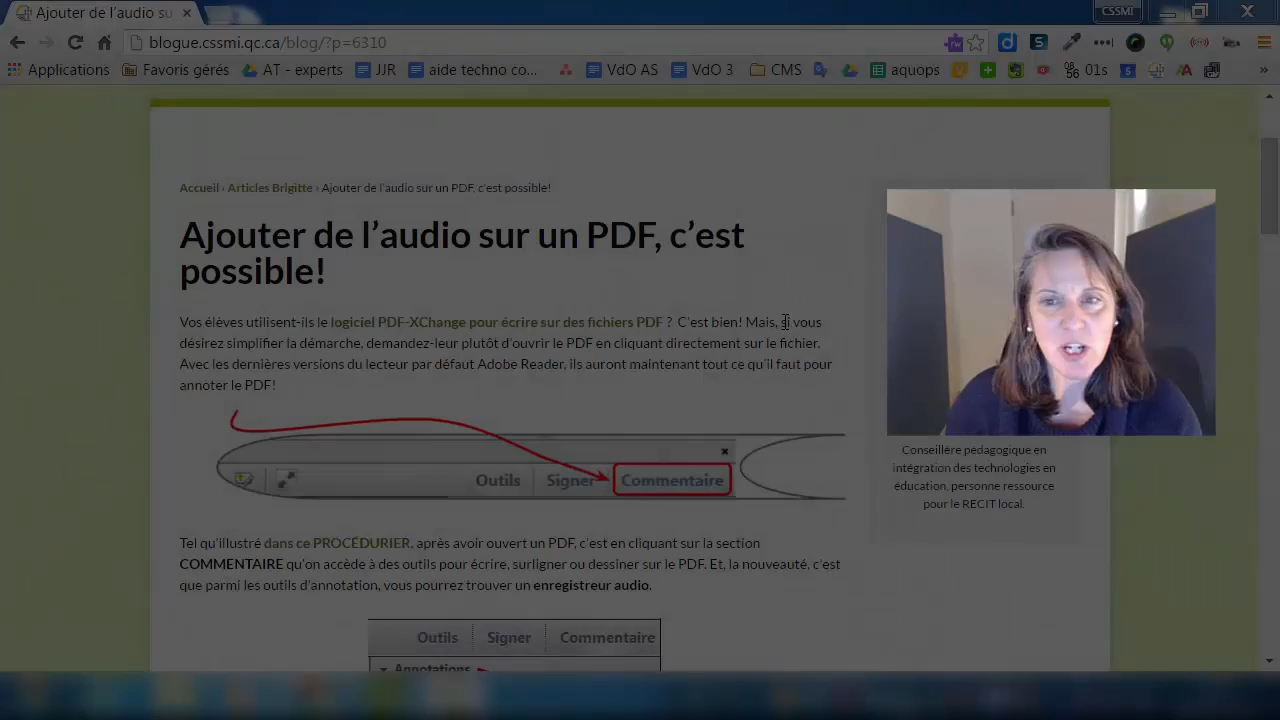 Ajouter de l'audio su
CSSMI
blogue.cssmi.qc.ca/blog/?p=6310
Applications Favoris gérés AT - experts JJR aide techno co... VdO AS VdO 3 CMS aquops 08 56 01s »
Accueil › Articles Brigitte › Ajouter de l'audio sur un PDF, c'est possible!
Ajouter de l'audio sur un PDF, c'est
possible!
Vos élèves utilisent-ils le logiciel PDF-XChange pour écrire sur des fichiers PDF ? C'est bien! Mais, si vous
désirez simplifier la démarche, demandez-leur plutôt d'ouvrir le PDF en cliquant directement sur le fichier.
Avec les dernières versions du lecteur par défaut Adobe Reader, ils auront maintenant tout ce qu'il faut pour
annoter le PDF!
Outils Signer Commentaire
Conseillère pedagogique en
intégration des technologies en
éducation, personne ressource
pour le RECIT local.
Tel qu'illustré dans ce PROCÉDURIER, après avoir ouvert un PDF, c'est en cliquant sur la section
COMMENTAIRE qu'on accède à des outils pour écrire, surligner ou dessiner sur le PDF. Et, la nouveauté, c'est
que parmi les outils d'annotation, vous pourrez trouver un enregistreur audio.
Outils Signer Commentaire
Annotations